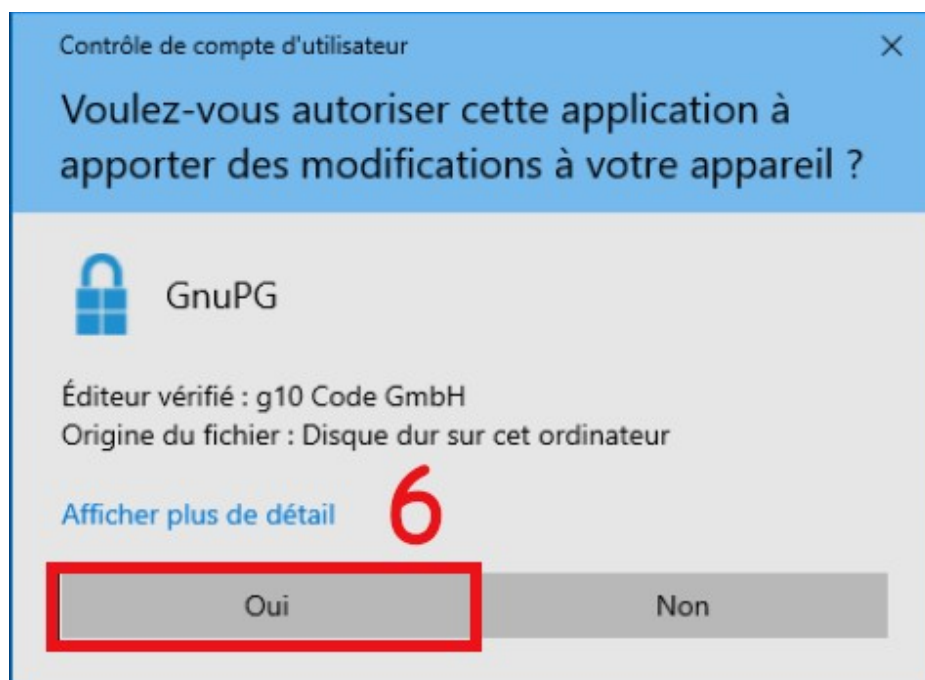 Contrôle de compte d'utilisateur
Voulez-vous autoriser cette application à
apporter des modifications à votre appareil ?
GnuPG
Éditeur vérifié : g10 Code GmbH
Origine du fichier : Disque dur sur cet ordinateur
Afficher plus de détail
6
Oui Non